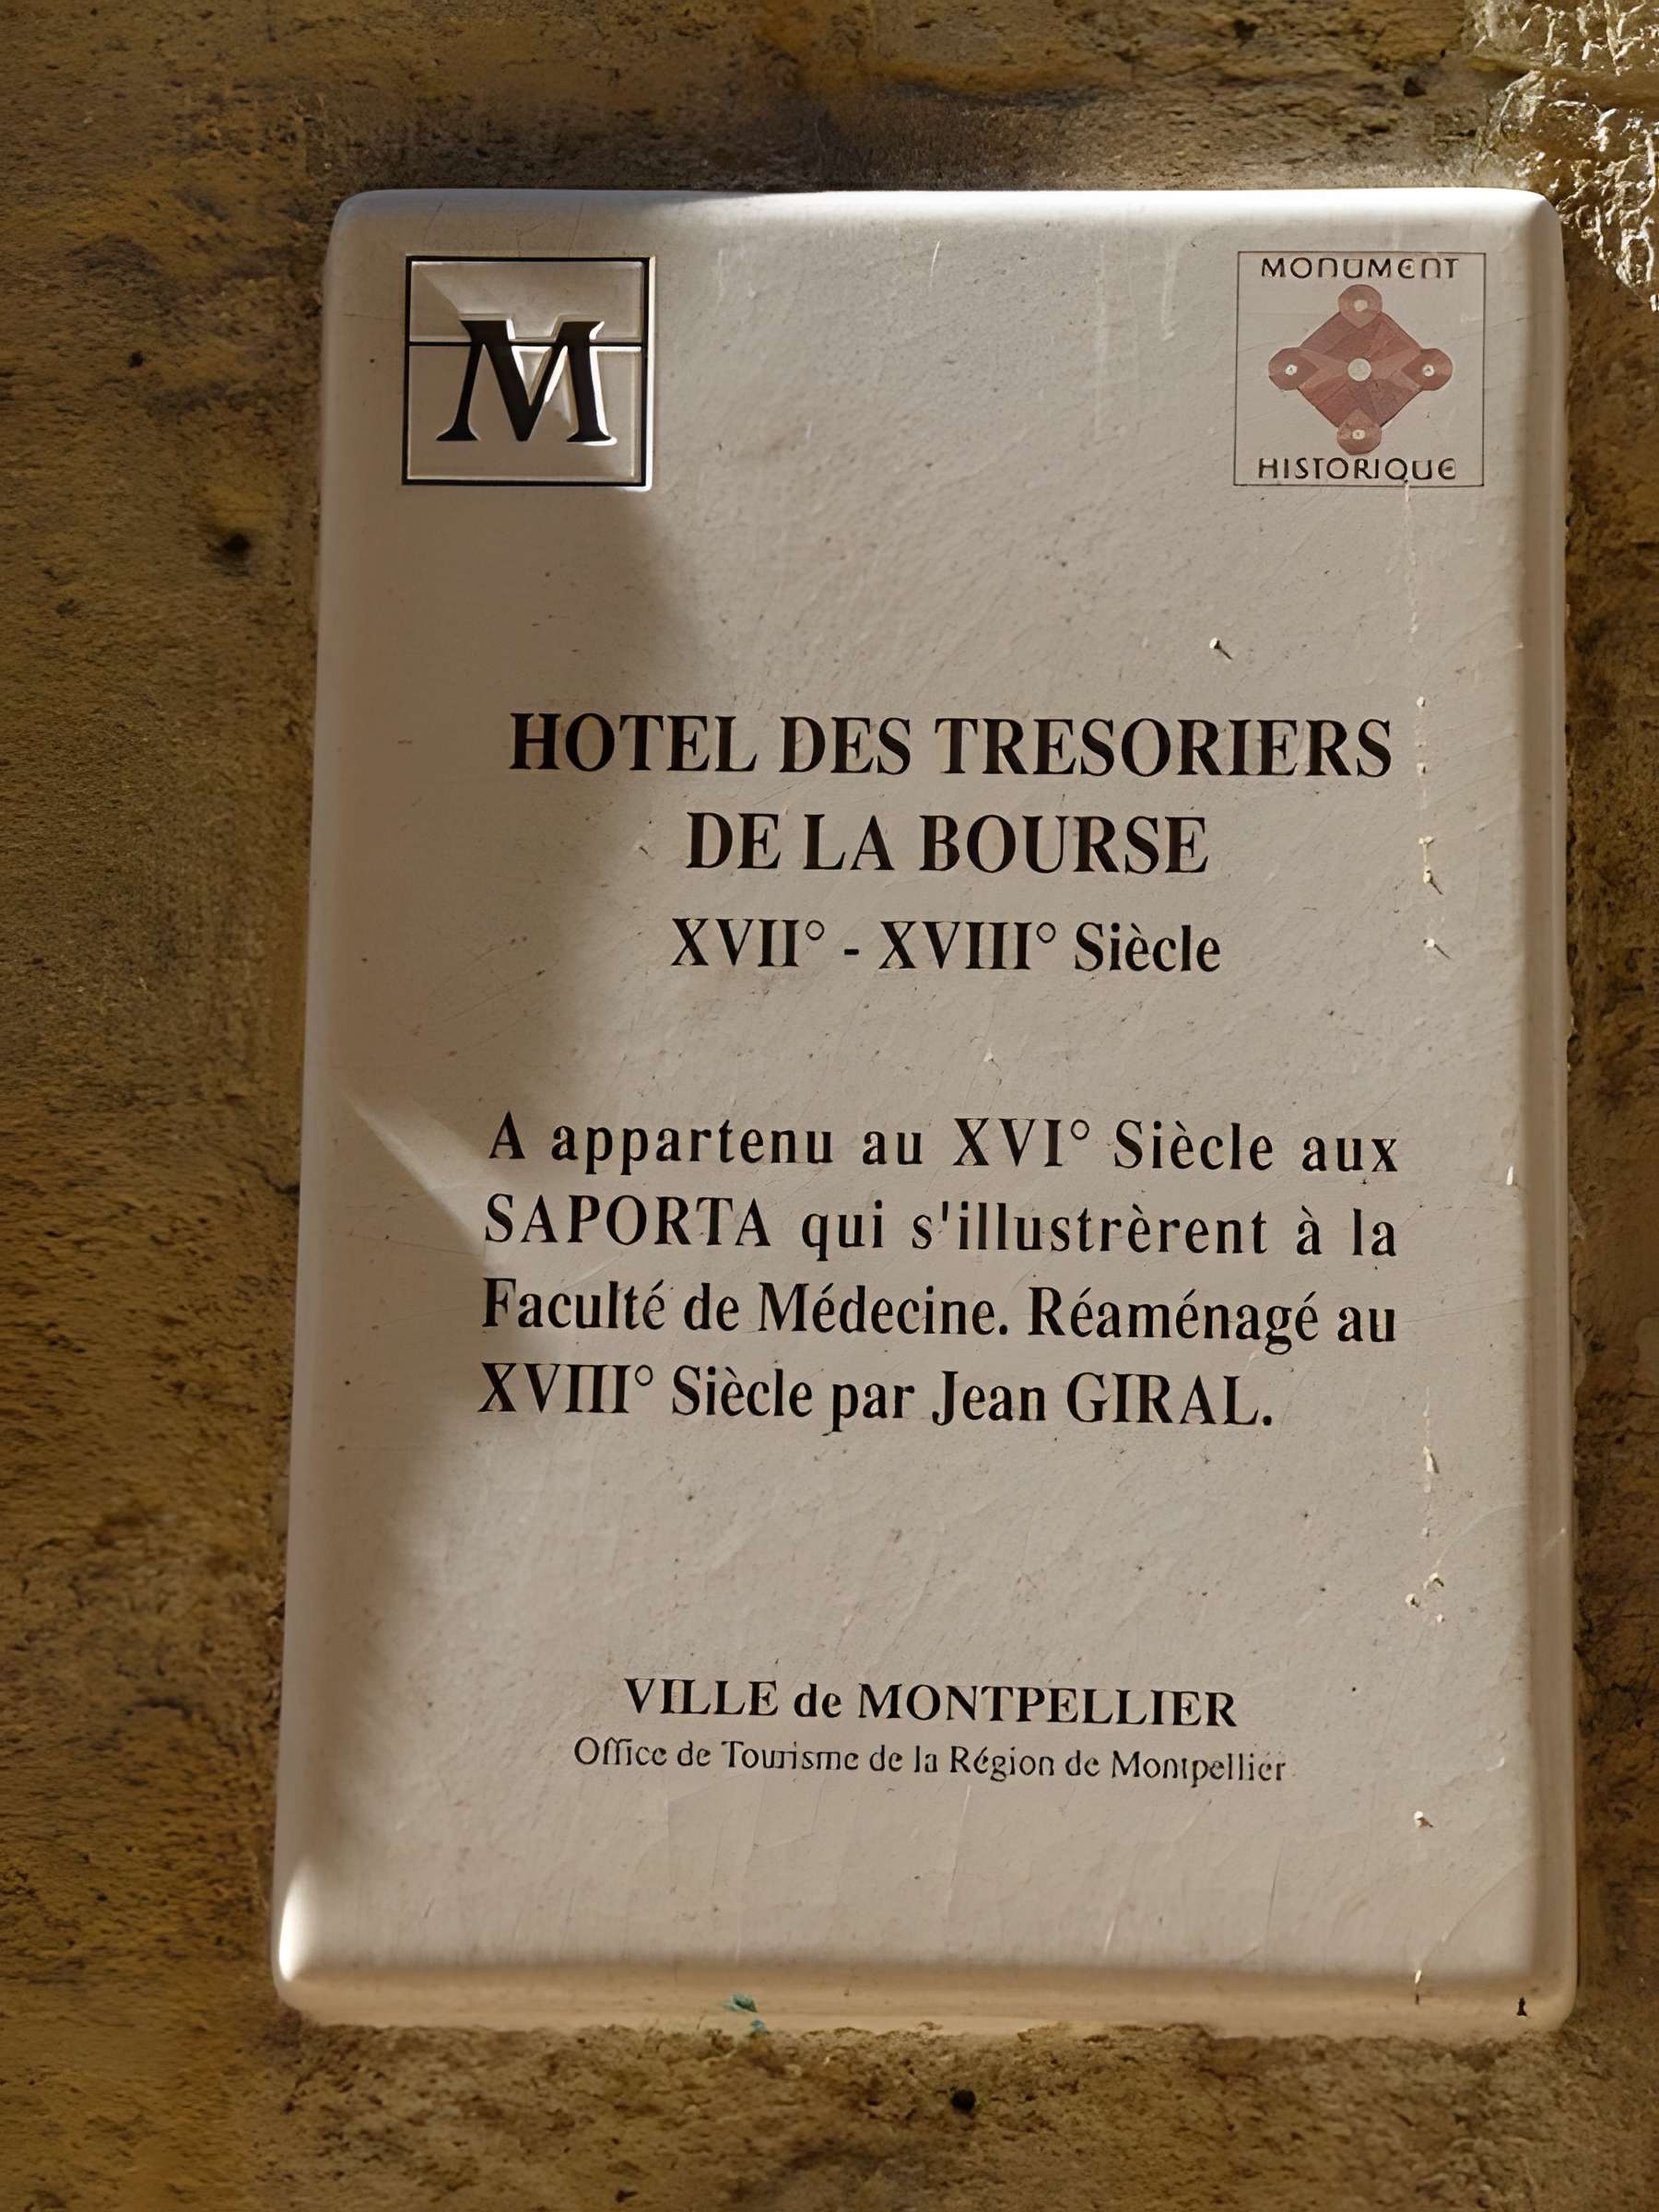 M
MONUMENT
HISTORIQUE
HOTEL DES TRESORIERS
DE LA BOURSE
XVII° - XVIII° Siècle
A appartenu au XVI° Siècle aux
SAPORTA qui s'illustrèrent à la
Faculté de Médecine. Réaménagé au
XVIII° Siècle par Jean GIRAL.
VILLE de MONTPELLIER
Office de Tourisme de la Région de Montpellier